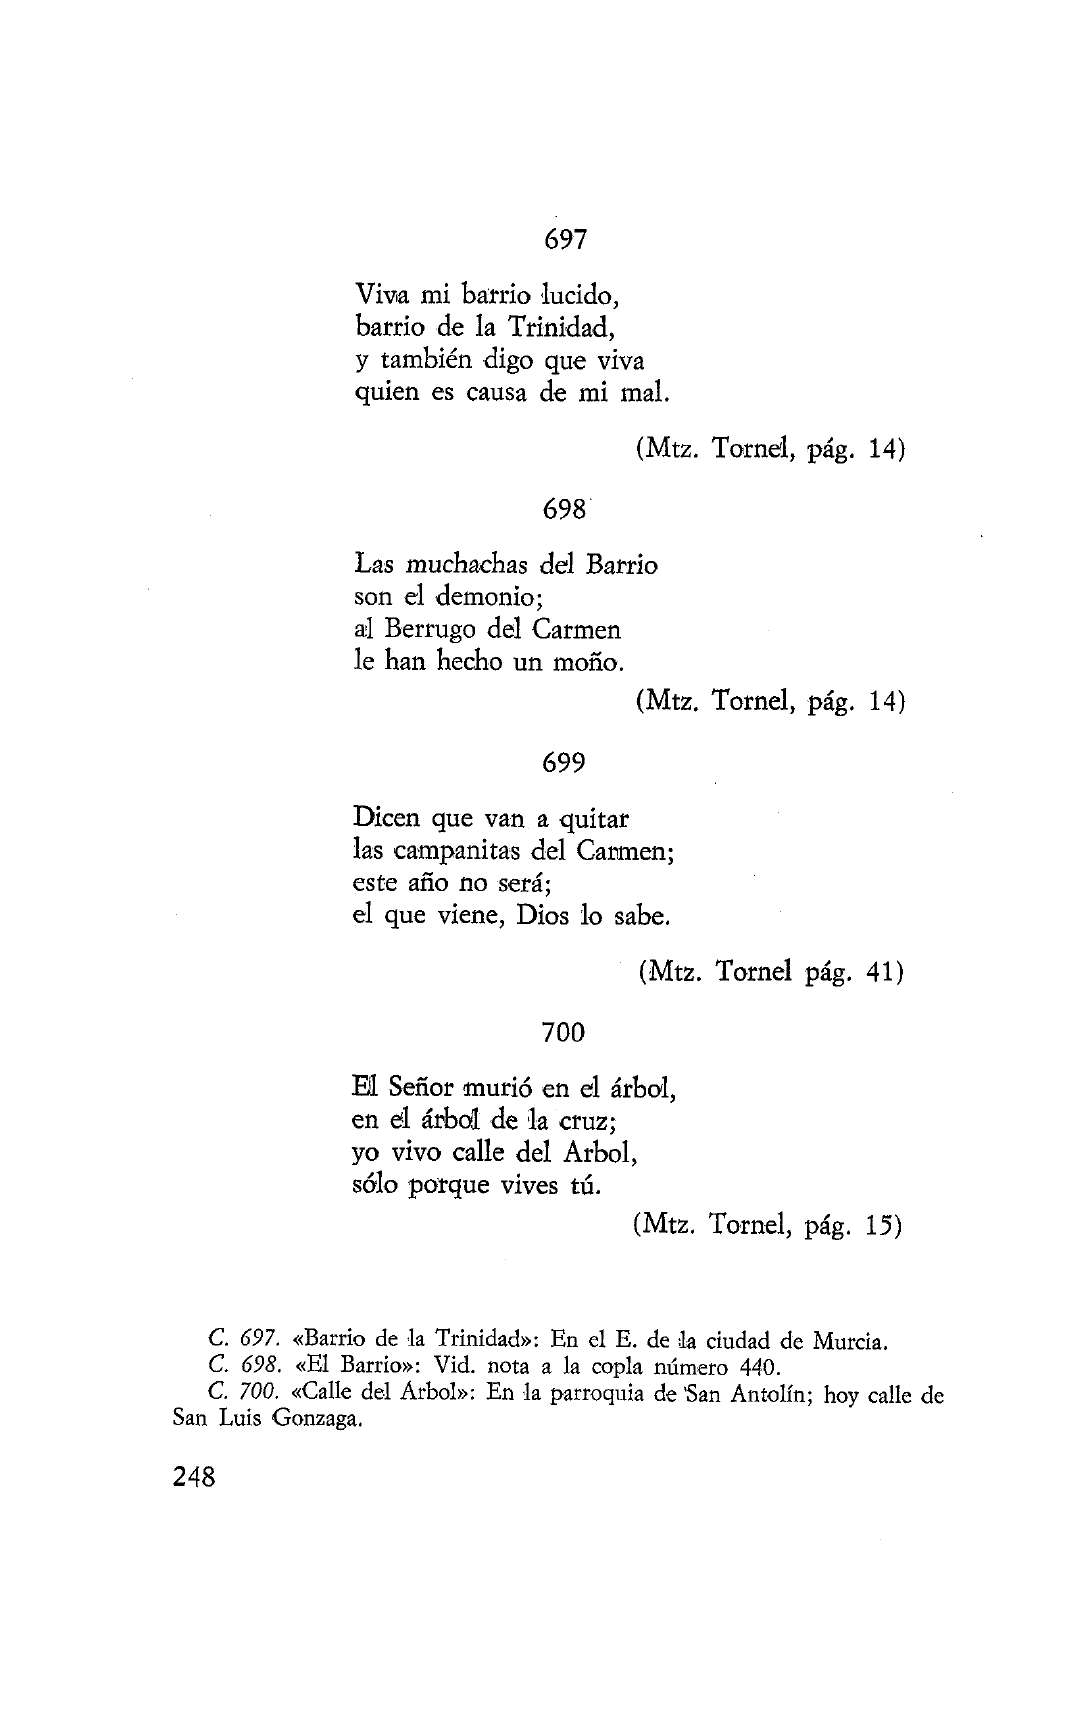 697
Viva mi barrio lucido,
barrio de la Trinidad,
y también digo que viva
quien es causa de mi mal.
(Mtz. Tornel, pág. 14)
698
Las muchachas del Barrio
son el demonio;
al Berrugo del Carmen
le han hecho un moño.
(Mtz. Tornel, pág. 14)
699
Dicen que van a quitar
las campanitas del Carmen;
este año no será;
el que viene, Dios lo sabe.
(Mtz. Tornel pág. 41)
700
El Señor murió en el árbol,
en el árbol de la cruz;
yo vivo calle del Arbol,
sólo porque vives tú.
(Mtz. Tornel, pág. 15)
C. 697. «Barrio de la Trinidad»: En el E. de la ciudad de Murcia.
C. 698. «El Barrio»: Vid. nota a la copla número 440.
C. 700. «Calle del Arbol»: En la parroquia de San Antolín; hoy calle de
San Luis Gonzaga.
248